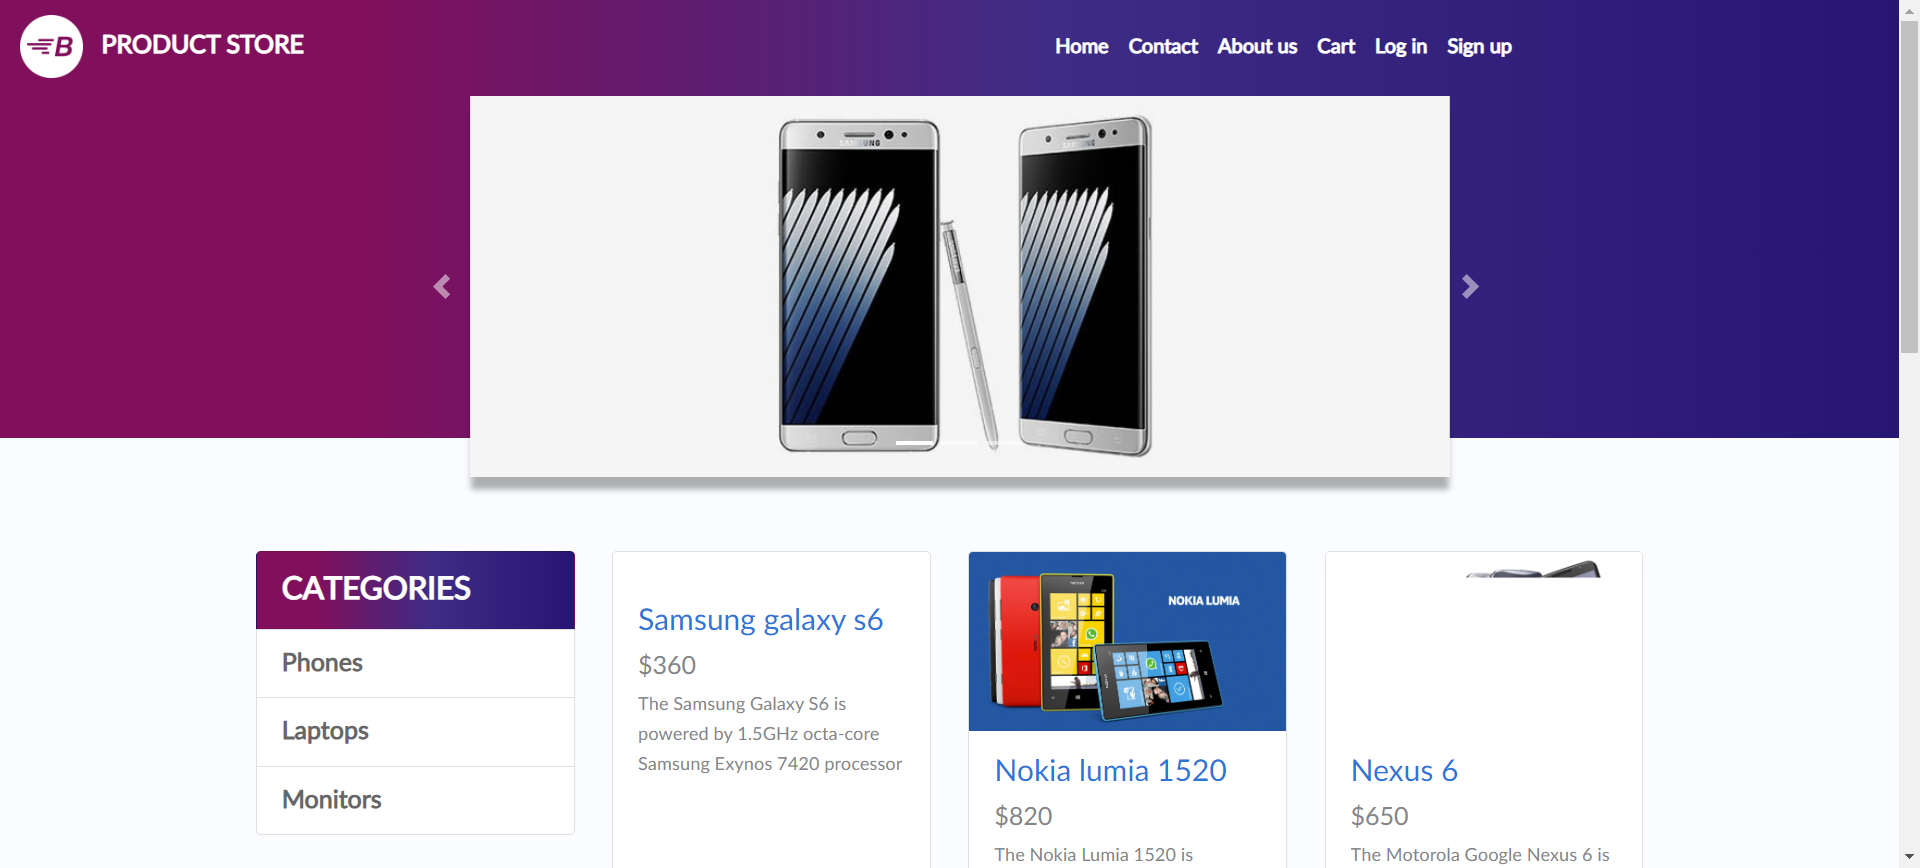 B PRODUCT STORE
Home Contact About us Cart Log in Sign up
SAMSUNG
SAMSUNG
CATEGORIES
Phones
Laptops
Monitors
Samsung galaxy s6
$360
The Samsung Galaxy S6 is
powered by 1.5GHz octa-core
Samsung Exynos 7420 processor
NOKIA LUMIA
Nokia lumia 1520
$820
The Nokia Lumia 1520 is
Nexus 6
$650
The Motorola Google Nexus 6 is